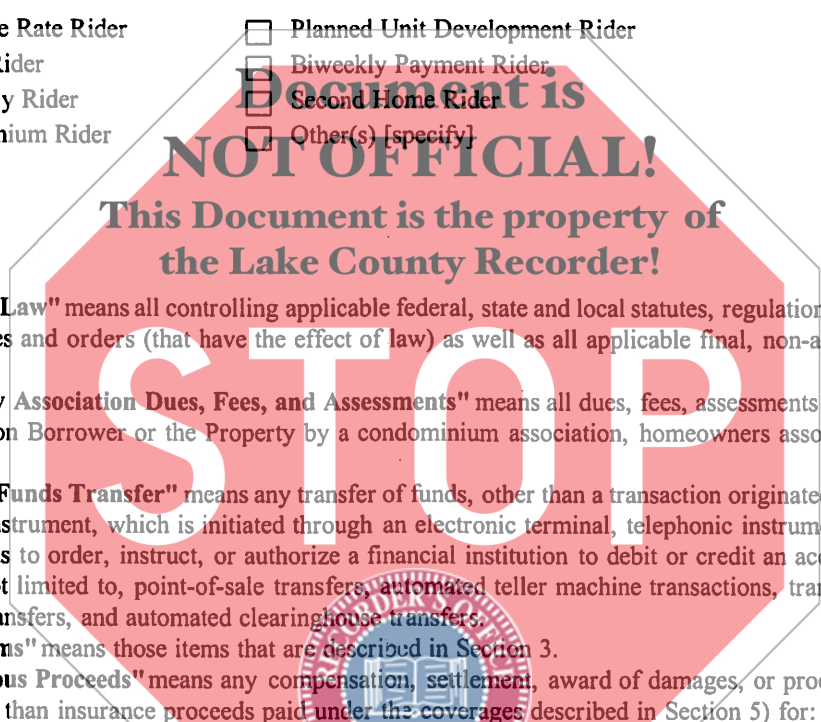 e Rate Rider
Planned Unit Development Rider
Rider
Biweekly Payment Rider
y Rider
Second Home Rider
nium Rider
Other(s) [specify]
Document is
NOT OFFICIAL!
This Document is the property of
the Lake County Recorder!
STOP
Law" means all controlling applicable federal, state and local statutes, regulation
s and orders (that have the effect of law) as well as all applicable final, non-a
y Association Dues, Fees, and Assessments" means all dues, fees, assessments
on Borrower or the Property by a condominium association, homeowners asso
Funds Transfer" means any transfer of funds, other than a transaction originate
strument, which is initiated through an electronic terminal, telephonic instrum
s to order, instruct, or authorize a financial institution to debit or credit an acc
t limited to, point-of-sale transfers, automated teller machine transactions, tran
ansfers, and automated clearinghouse transfers.
ms" means those items that are described in Section 3.
ous Proceeds" means any compensation, settlement, award of damages, or proc
than insurance proceeds paid under the coverages described in Section 5) for:
RECORDER'S OFFI